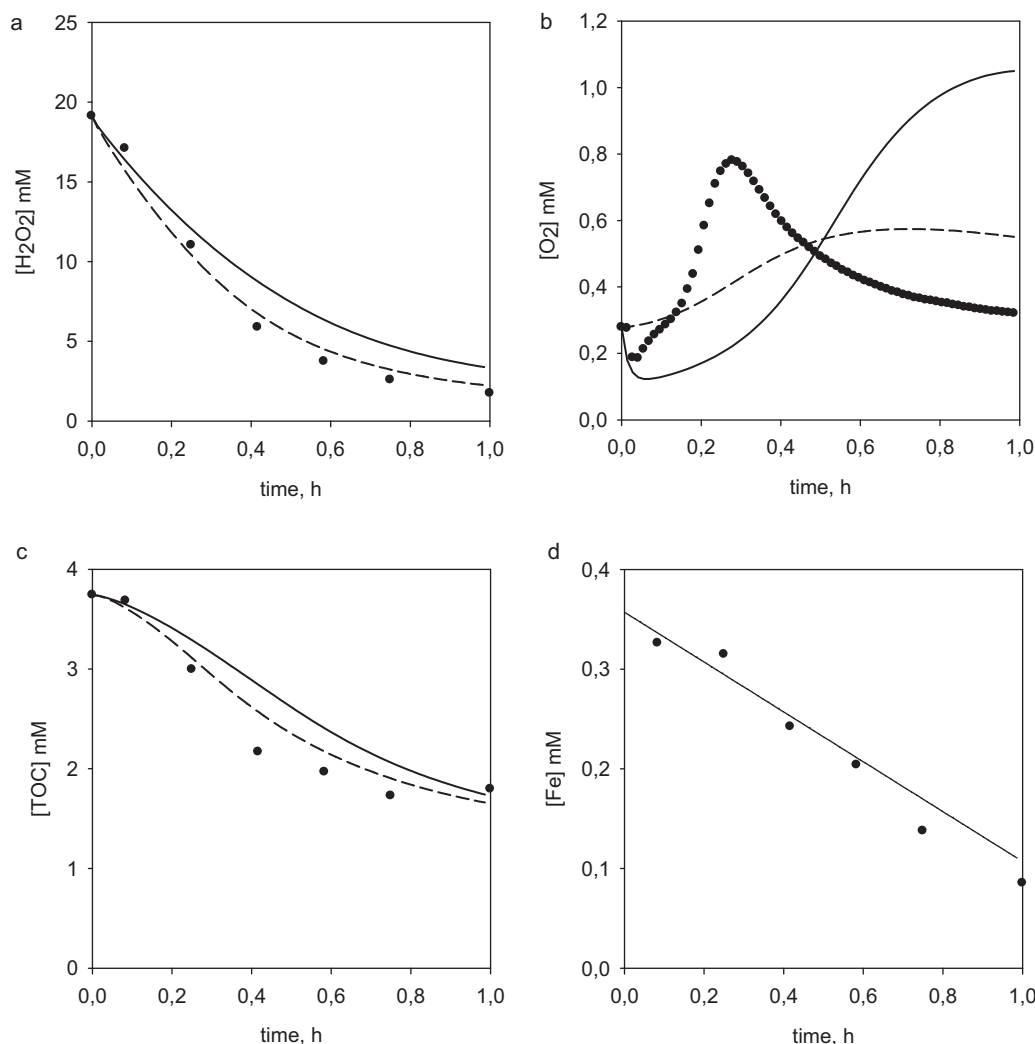 a
25
20
15
10
5
0
[H2O2] mM
0,0 0,2 0,4 0,6 0,8 1,0
time, h
b
1,2
1,0
0,8
0,6
0,4
0,2
0,0
[O2] mM
0,0 0,2 0,4 0,6 0,8 1,0
time, h
c
4
3
2
1
0
[TOC] mM
0,0 0,2 0,4 0,6 0,8 1,0
time, h
d
0,4
0,3
0,2
0,1
0,0
[Fe] mM
0,0 0,2 0,4 0,6 0,8 1,0
time, h